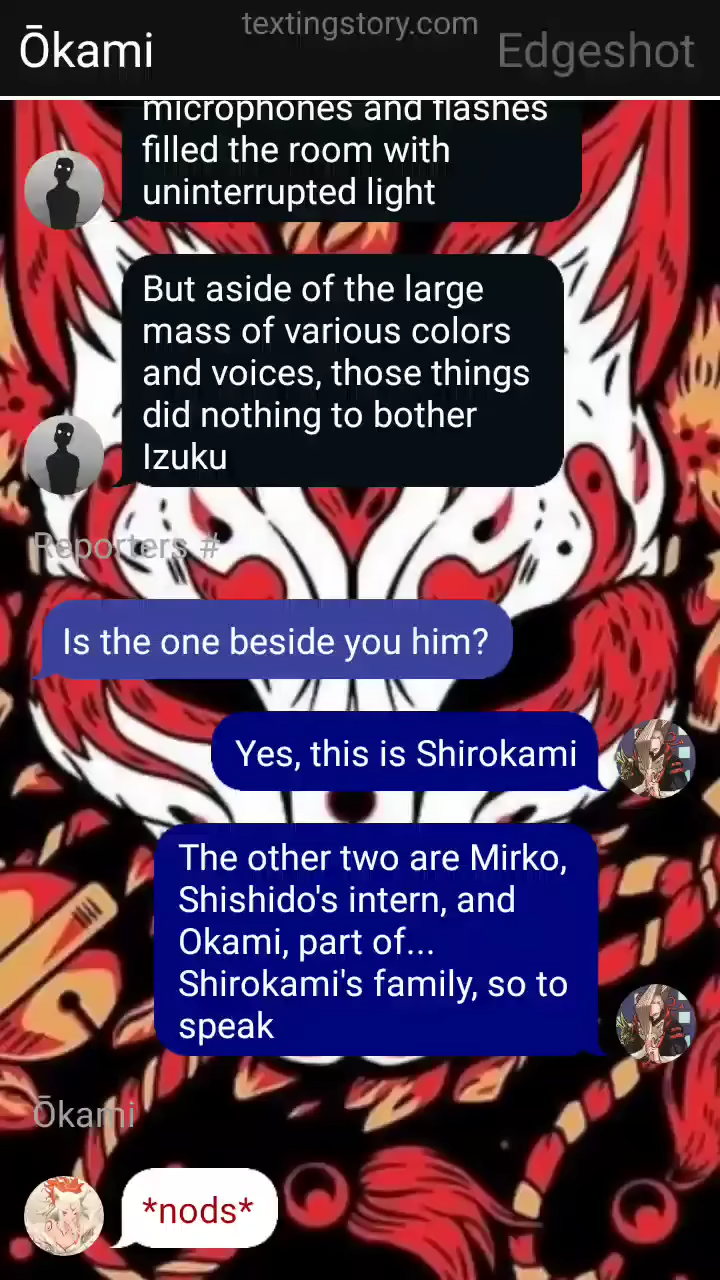 textingstory.com
Ōkami
Edgeshot
microphones and flashes
filled the room with
uninterrupted light
But aside of the large
mass of various colors
and voices, those things
did nothing to bother
Izuku
Reporters #
Is the one beside you him?
Yes, this is Shirokami
The other two are Mirko,
Shishido's intern, and
Okami, part of...
Shirokami's family, so to
speak
Ōkami
*nods*